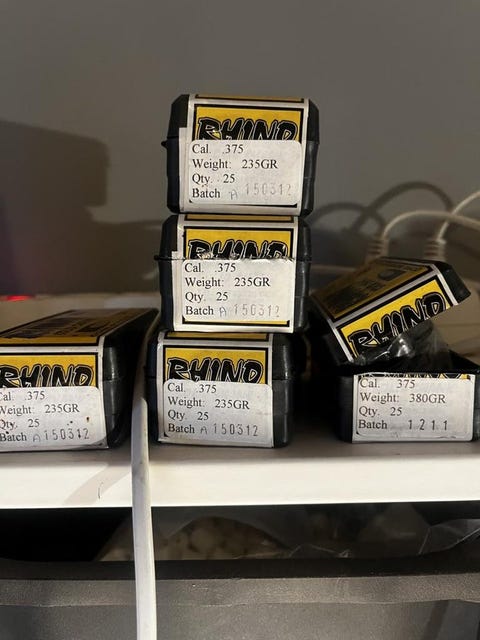 RHINO
Cal. .375
Weight: 235GR
Qty. 25
Batch A 150312
RHINO
Cal. .375
Weight: 235GR
Qty. 25
Batch A 150312
RHINO
Cal. .375
Weight: 235GR
Qty. 25
Batch A 150312
RHINO
Cal. .375
Weight: 235GR
Qty. 25
Batch A 150312
RHINO
Cal. 375
Weight: 380GR
Qty. 25
Batch 1211